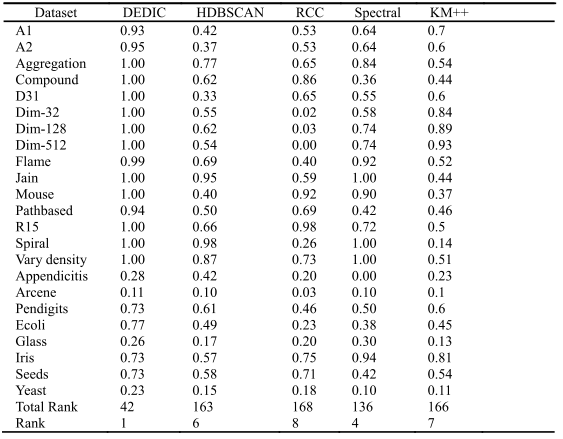 Dataset DEDIC HDBSCAN RCC Spectral KM++
A1 0.93 0.42 0.53 0.64 0.7
A2 0.95 0.37 0.53 0.64 0.6
Aggregation 1.00 0.77 0.65 0.84 0.54
Compound 1.00 0.62 0.86 0.36 0.44
D31 1.00 0.33 0.65 0.55 0.6
Dim-32 1.00 0.55 0.02 0.58 0.84
Dim-128 1.00 0.62 0.03 0.74 0.89
Dim-512 1.00 0.54 0.00 0.74 0.93
Flame 0.99 0.69 0.40 0.92 0.52
Jain 1.00 0.95 0.59 1.00 0.44
Mouse 1.00 0.40 0.92 0.90 0.37
Pathbased 0.94 0.50 0.69 0.42 0.46
R15 1.00 0.66 0.98 0.72 0.5
Spiral 1.00 0.98 0.26 1.00 0.14
Vary density 1.00 0.87 0.73 1.00 0.51
Appendicitis 0.28 0.42 0.20 0.00 0.23
Arcene 0.11 0.10 0.03 0.10 0.1
Pendigits 0.73 0.61 0.46 0.50 0.6
Ecoli 0.77 0.49 0.23 0.38 0.45
Glass 0.26 0.17 0.20 0.30 0.13
Iris 0.73 0.57 0.75 0.94 0.81
Seeds 0.73 0.58 0.71 0.42 0.54
Yeast 0.23 0.15 0.18 0.10 0.11
Total Rank 42 163 168 136 166
Rank 1 6 8 4 7